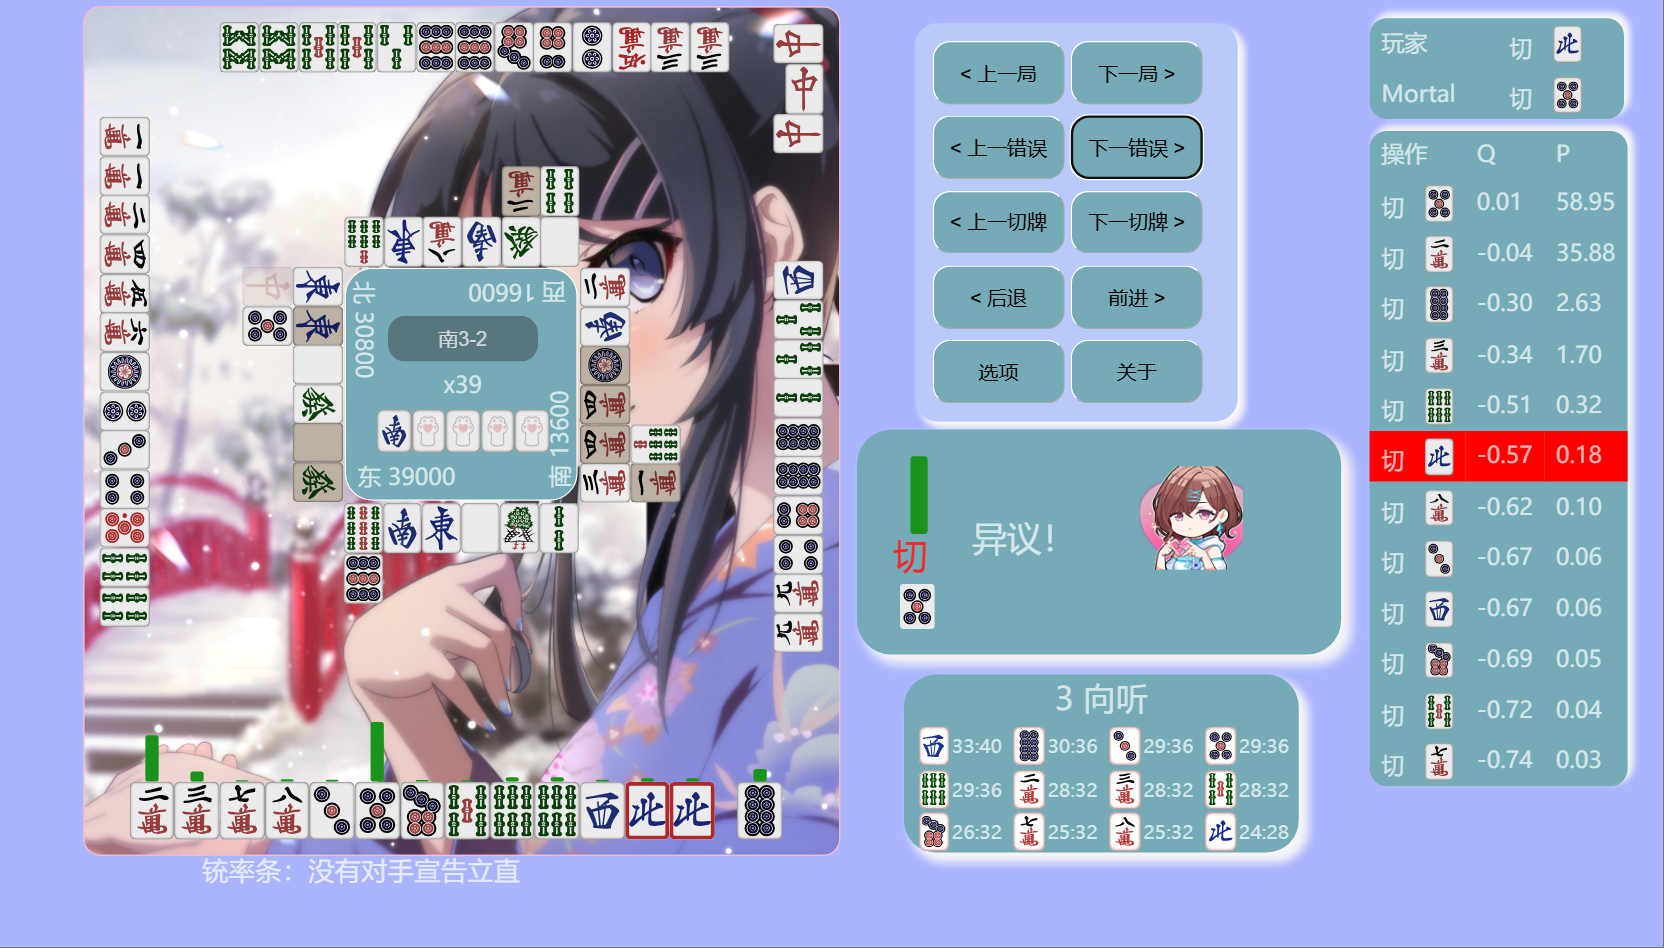 北 30800
西 16600
南3-2
x39
南 13600
东 39000
铳率条：没有对手宣告立直
< 上一局
下一局 >
< 上一错误
下一错误 >
< 上一切牌
下一切牌 >
< 后退
前进 >
选项
关于
切
异议！
3 向听
33:40
30:36
29:36
29:36
29:36
28:32
28:32
28:32
26:32
25:32
25:32
24:28
玩家 切
Mortal 切
操作 Q P
切 0.01 58.95
切 -0.04 35.88
切 -0.30 2.63
切 -0.34 1.70
切 -0.51 0.32
切 -0.57 0.18
切 -0.62 0.10
切 -0.67 0.06
切 -0.67 0.06
切 -0.69 0.05
切 -0.72 0.04
切 -0.74 0.03